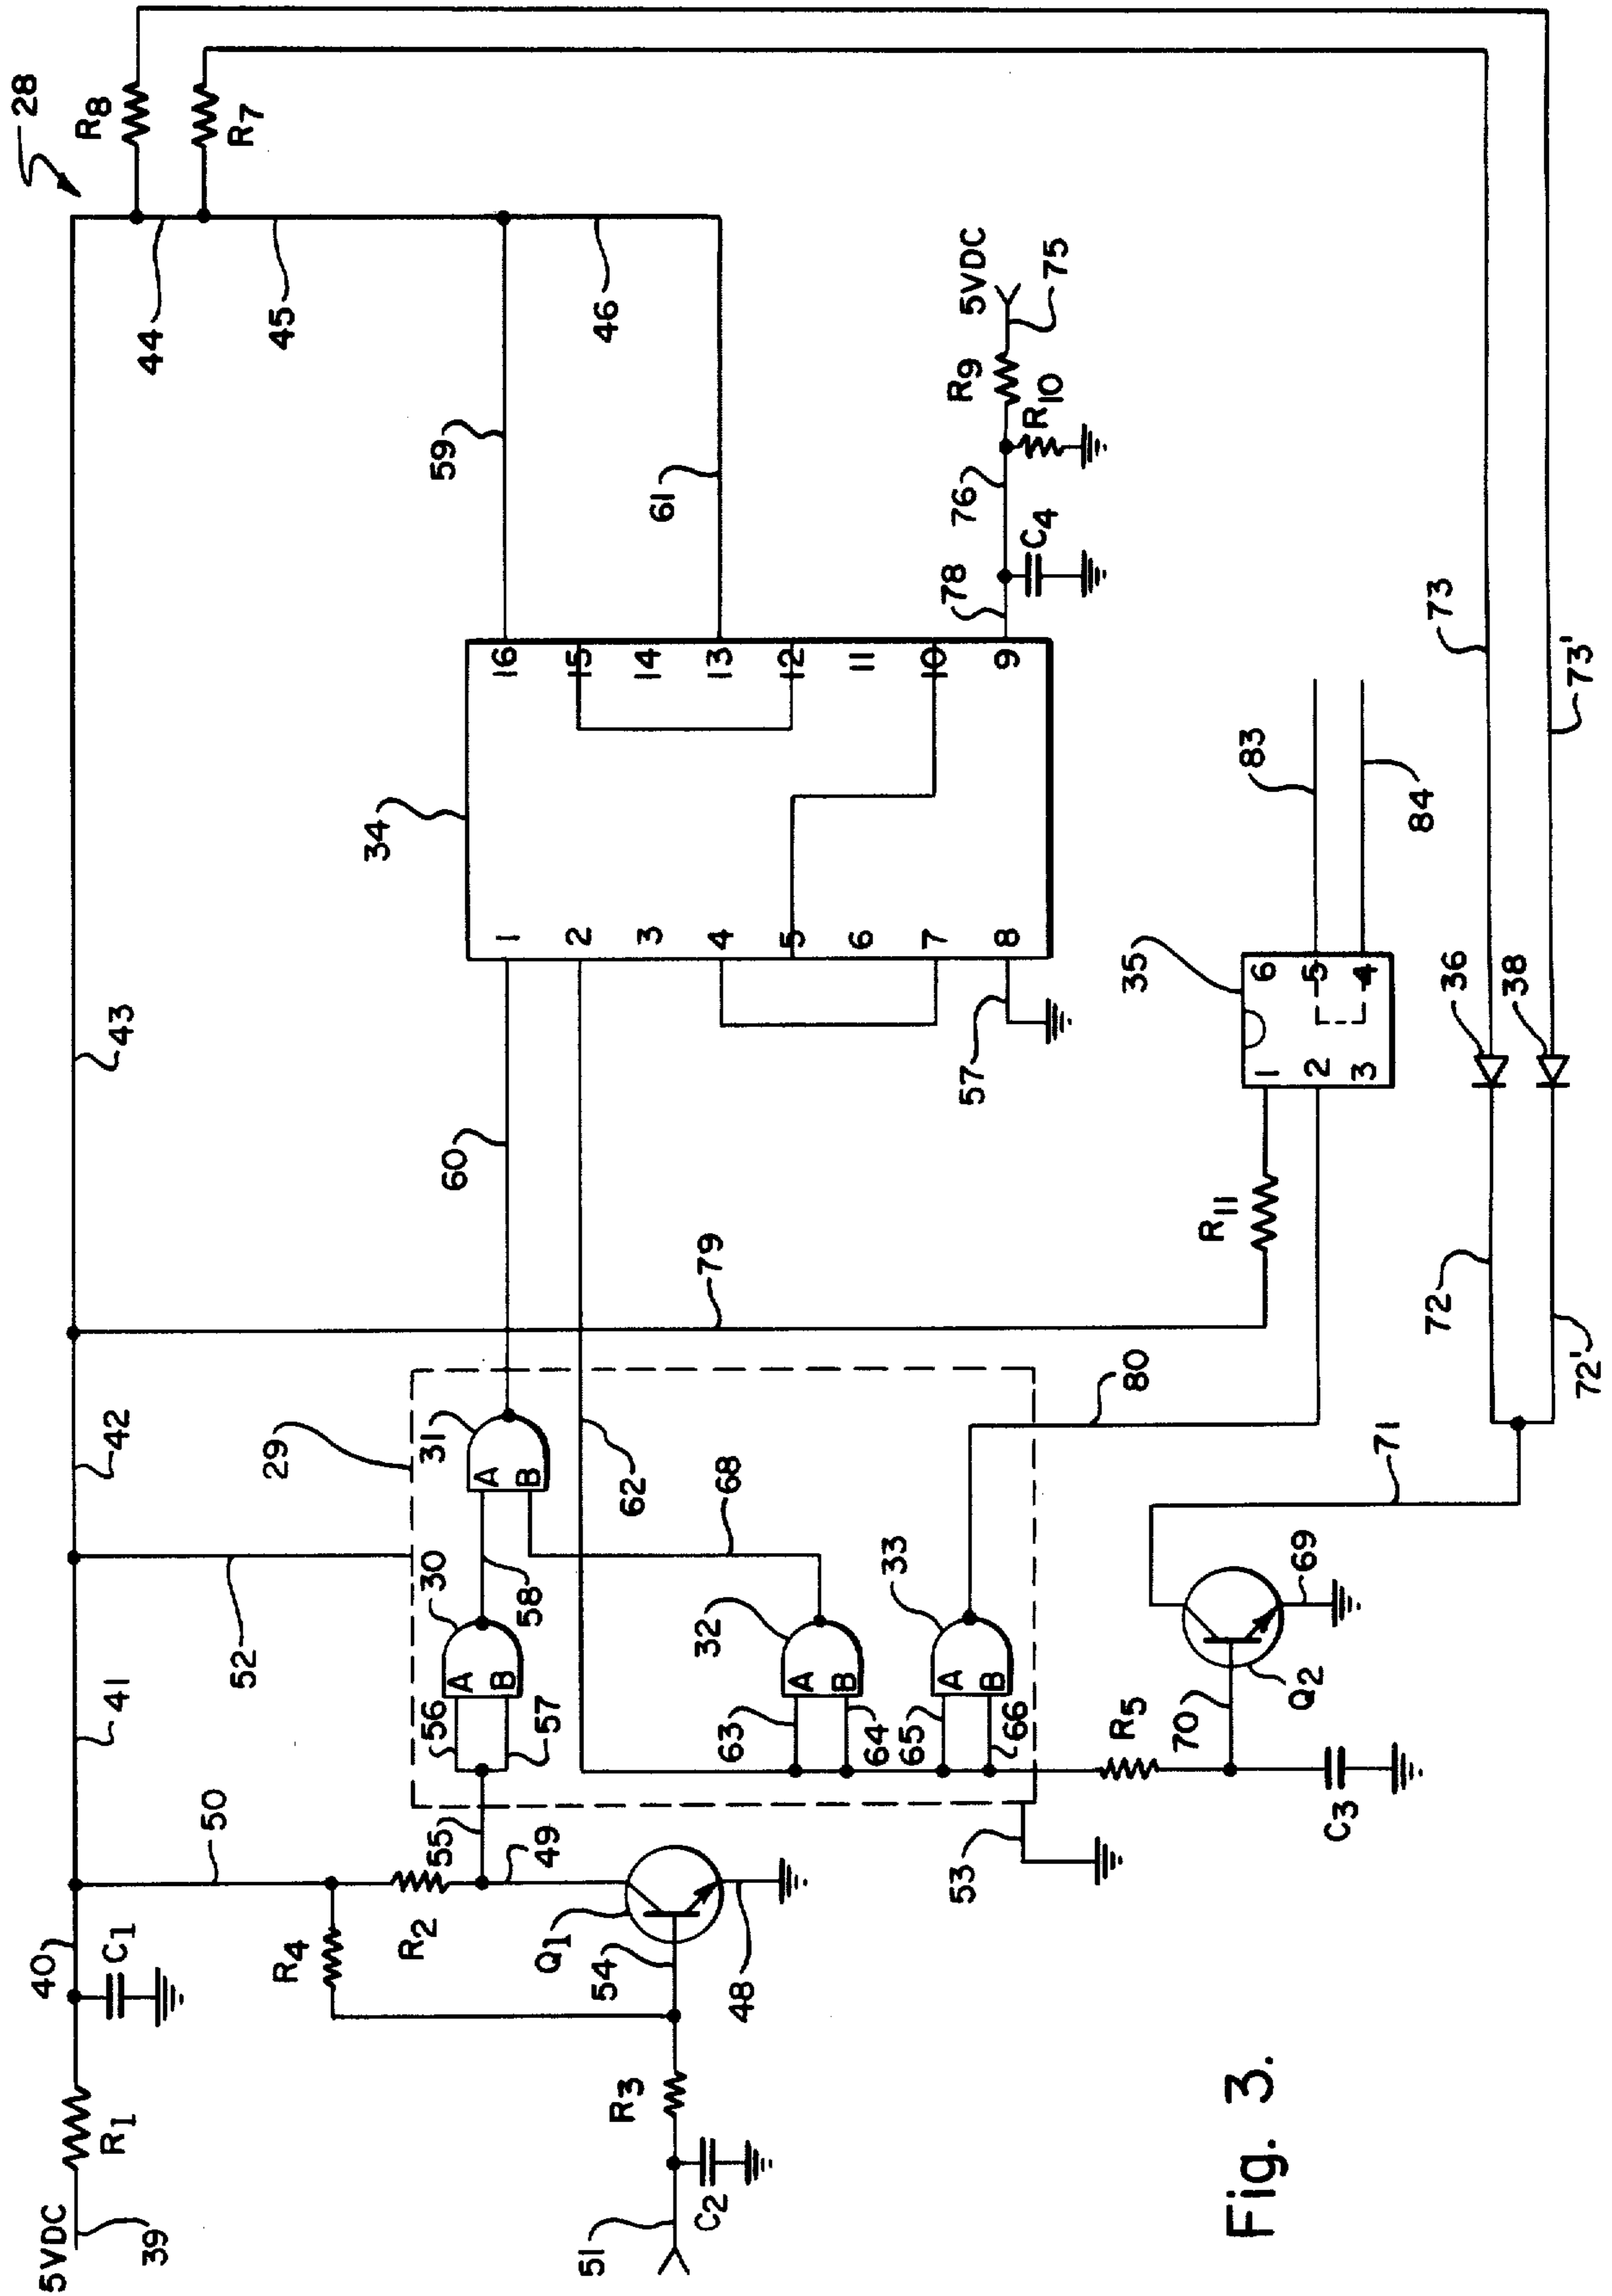 28
R8
R7
44
45
46
59
61
5VDC
75
R9
R10
76
C4
78
43
34
1
2
3
4
5
6
7
8
16
15
14
13
12
11
10
9
57
60
79
R11
35
1
2
3
6
5
4
83
84
36
38
73
73'
72
72'
71
80
42
29
31
A
B
62
68
52
30
A
B
58
56
57
32
A
B
63
64
33
A
B
65
66
41
50
55
49
53
R5
70
Q2
69
C3
40
C1
R4
R2
Q1
54
48
R3
C2
51
R1
5VDC
39
Fig. 3.